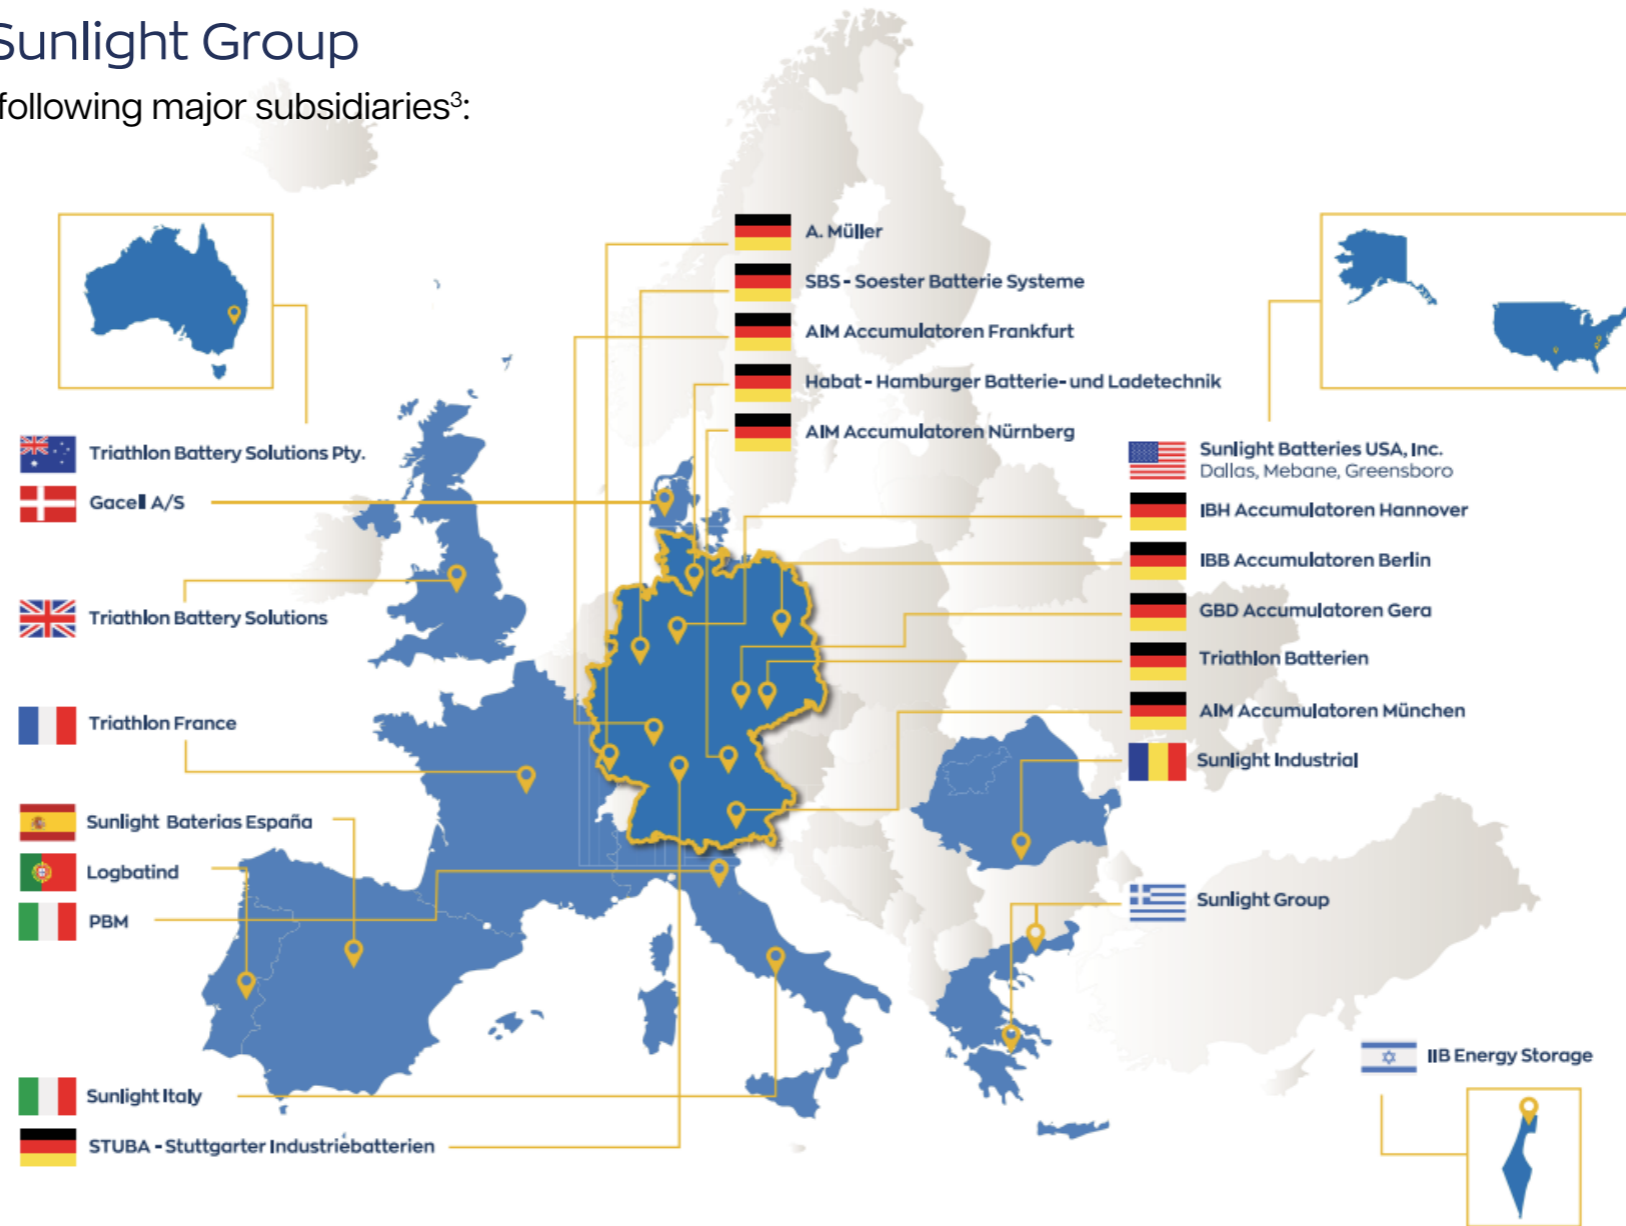 Sunlight Group
following major subsidiaries³:
A. Müller
SBS - Soester Batterie Systeme
AIM Accumulatoren Frankfurt
Habat - Hamburger Batterie- und Ladetechnik
AIM Accumulatoren Nürnberg
Triathlon Battery Solutions Pty.
Gacell A/S
Triathlon Battery Solutions
Triathlon France
Sunlight Baterias España
Logbatind
PBM
Sunlight Italy
STUBA - Stuttgarter Industriebatterien
Sunlight Batteries USA, Inc.
Dallas, Mebane, Greensboro
IBH Accumulatoren Hannover
IBB Accumulatoren Berlin
GBD Accumulatoren Gera
Triathlon Batterien
AIM Accumulatoren München
Sunlight Industrial
Sunlight Group
IIB Energy Storage